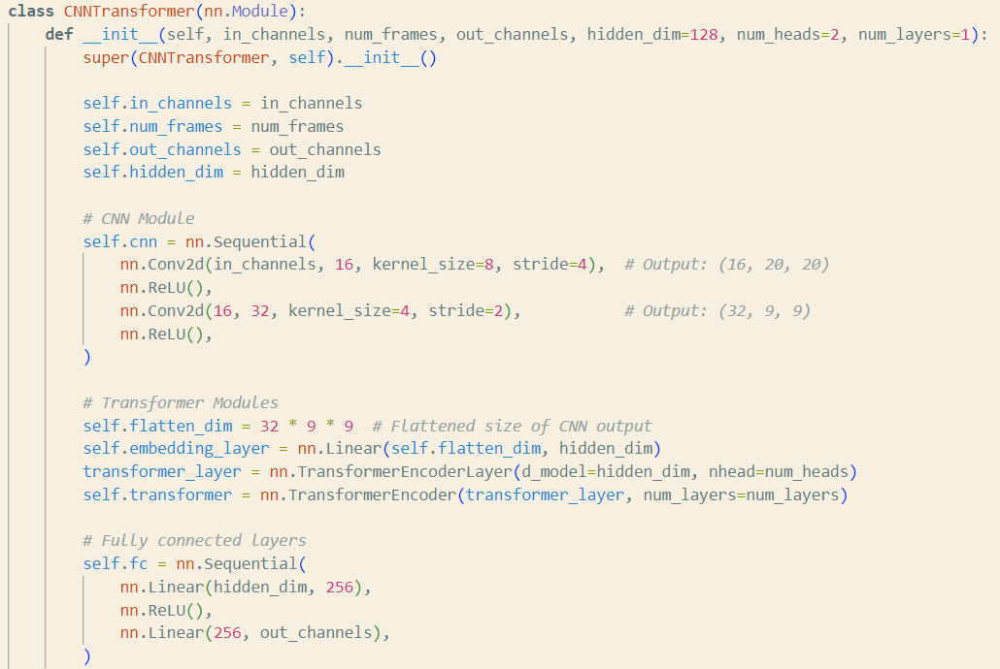 class CNNTransformer(nn.Module):
    def __init__(self, in_channels, num_frames, out_channels, hidden_dim=128, num_heads=2, num_layers=1):
        super(CNNTransformer, self).__init__()

        self.in_channels = in_channels
        self.num_frames = num_frames
        self.out_channels = out_channels
        self.hidden_dim = hidden_dim

        # CNN Module
        self.cnn = nn.Sequential(
            nn.Conv2d(in_channels, 16, kernel_size=8, stride=4),  # Output: (16, 20, 20)
            nn.ReLU(),
            nn.Conv2d(16, 32, kernel_size=4, stride=2),           # Output: (32, 9, 9)
            nn.ReLU(),
        )

        # Transformer Modules
        self.flatten_dim = 32 * 9 * 9  # Flattened size of CNN output
        self.embedding_layer = nn.Linear(self.flatten_dim, hidden_dim)
        transformer_layer = nn.TransformerEncoderLayer(d_model=hidden_dim, nhead=num_heads)
        self.transformer = nn.TransformerEncoder(transformer_layer, num_layers=num_layers)

        # Fully connected layers
        self.fc = nn.Sequential(
            nn.Linear(hidden_dim, 256),
            nn.ReLU(),
            nn.Linear(256, out_channels),
        )